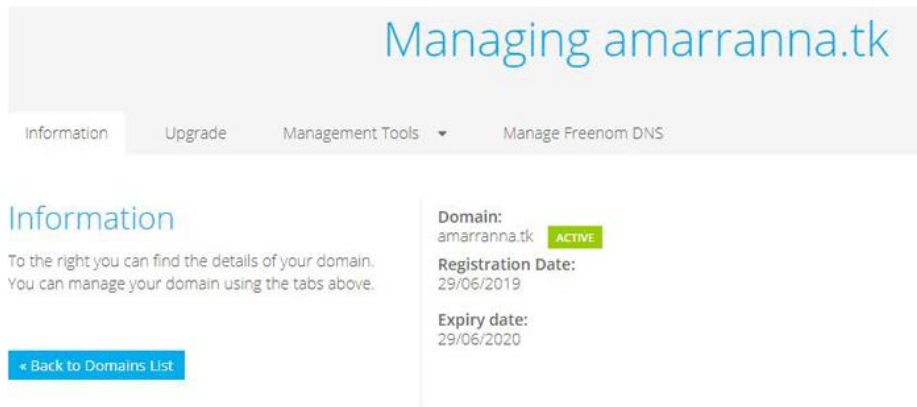 Managing amarranna.tk
Information Upgrade Management Tools Manage Freenom DNS
Information
To the right you can find the details of your domain.
You can manage your domain using the tabs above.
« Back to Domains List
Domain:
amarranna.tk ACTIVE
Registration Date:
29/06/2019
Expiry date:
29/06/2020